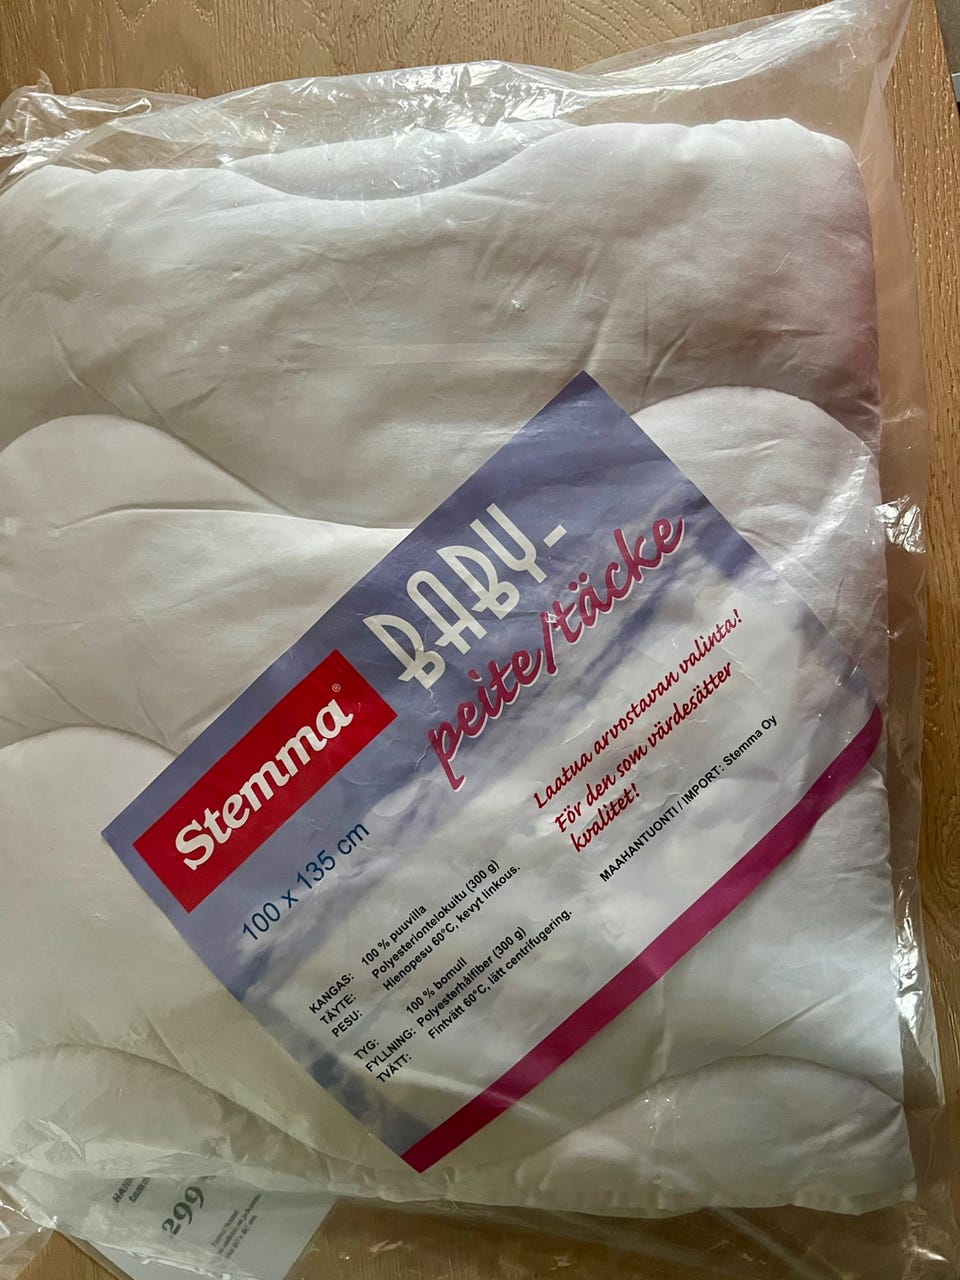 BABY-
peite/täcke
Stemma®
100 x 135 cm
Laatua arvostavan valinta!
För den som värdesätter
kvalitet!
MAAHANTUONTI / IMPORT: Stemma Oy
KANGAS: 100 % puuvilla
TÄYTE: Polyesteriontelokuitu (300 g)
PESU: Hienopesu 60°C, kevyt linkous.
TYG: 100 % bomull
FYLLNING: Polyesterhålfiber (300 g)
TVÄTT: Fintvätt 60°C, lätt centrifugering.
299